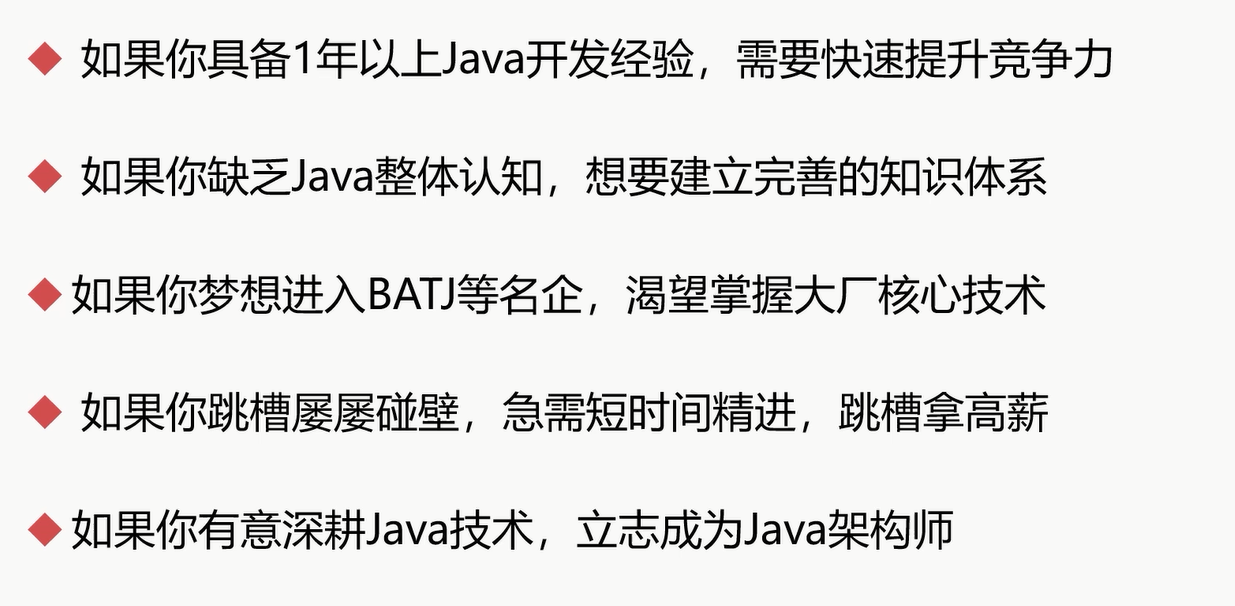 如果你具备1年以上Java开发经验，需要快速提升竞争力
如果你缺乏Java整体认知，想要建立完善的知识体系
如果你梦想进入BATJ等名企，渴望掌握大厂核心技术
如果你跳槽屡屡碰壁，急需短时间精进，跳槽拿高薪
如果你有意深耕Java技术，立志成为Java架构师